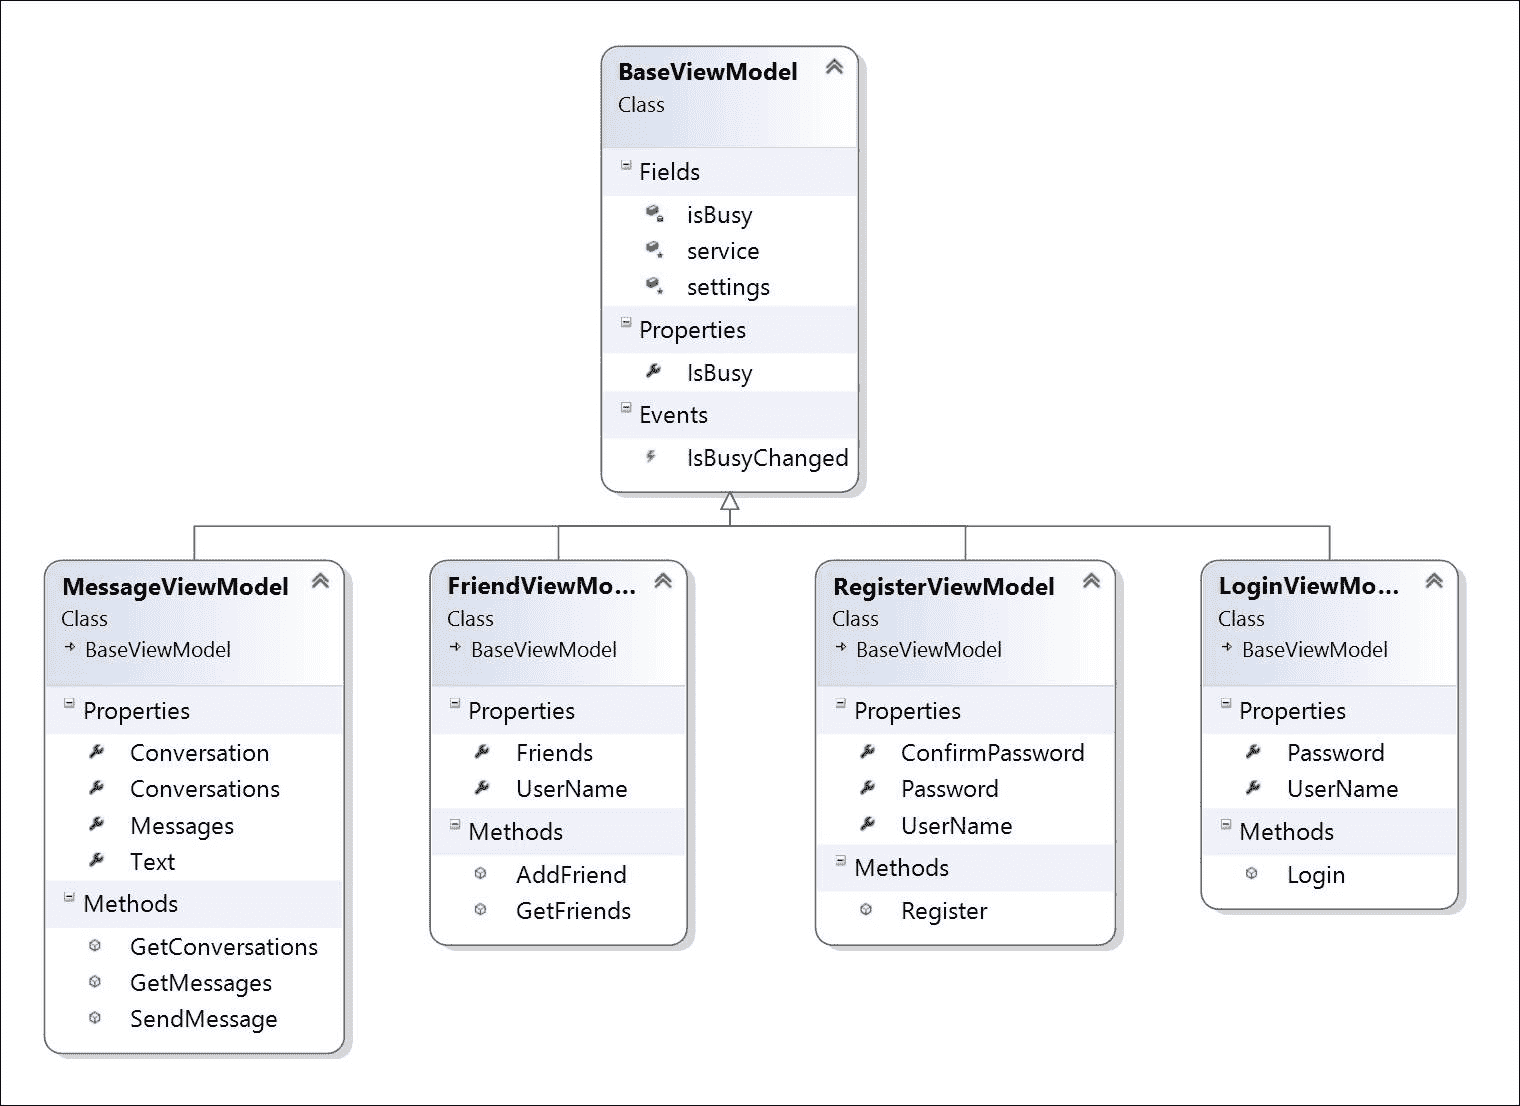 BaseViewModel
Class
Fields
isBusy
service
settings
Properties
IsBusy
Events
IsBusyChanged
MessageViewModel
Class
BaseViewModel
Properties
Conversation
Conversations
Messages
Text
Methods
GetConversations
GetMessages
SendMessage
FriendViewMo...
Class
BaseViewModel
Properties
Friends
UserName
Methods
AddFriend
GetFriends
RegisterViewModel
Class
BaseViewModel
Properties
ConfirmPassword
Password
UserName
Methods
Register
LoginViewMo...
Class
BaseViewModel
Properties
Password
UserName
Methods
Login